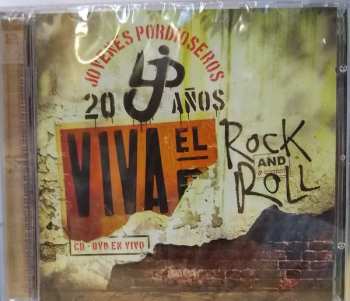 JOVENES PORDIOSEROS
JP
20 AÑOS
VIVA EL
ROCK
AND
ROLL
CD + DVD EN VIVO